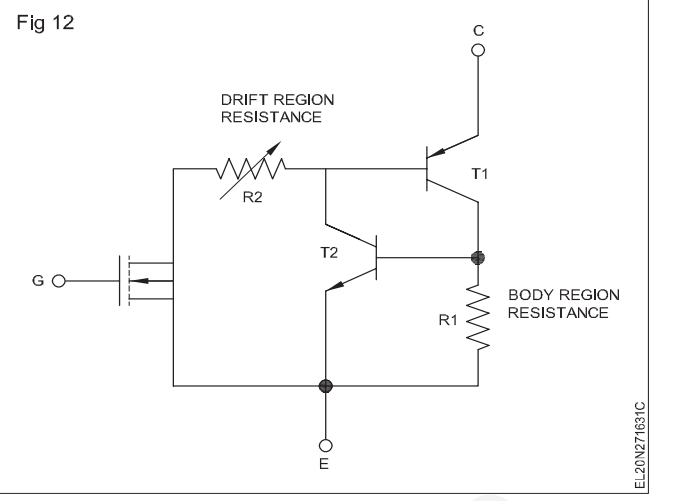 Fig 12
C
DRIFT REGION
RESISTANCE
T1
R2
T2
G
BODY REGION
RESISTANCE
R1
E
EL20N271631C